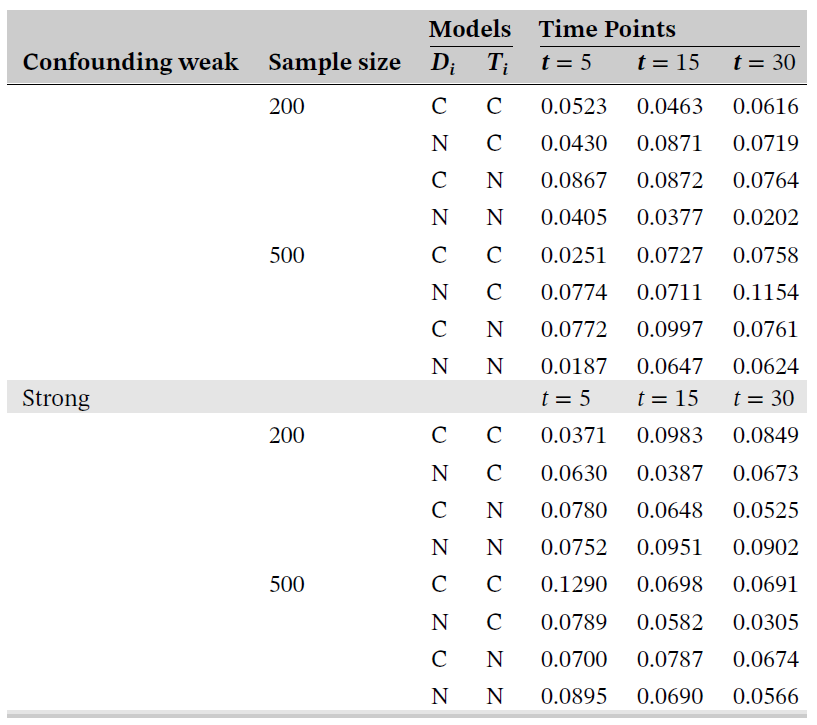 Models Time Points
Confounding weak Sample size Di Ti t = 5 t = 15 t = 30
200 C C 0.0523 0.0463 0.0616
N C 0.0430 0.0871 0.0719
C N 0.0867 0.0872 0.0764
N N 0.0405 0.0377 0.0202
500 C C 0.0251 0.0727 0.0758
N C 0.0774 0.0711 0.1154
C N 0.0772 0.0997 0.0761
N N 0.0187 0.0647 0.0624
Strong t = 5 t = 15 t = 30
200 C C 0.0371 0.0983 0.0849
N C 0.0630 0.0387 0.0673
C N 0.0780 0.0648 0.0525
N N 0.0752 0.0951 0.0902
500 C C 0.1290 0.0698 0.0691
N C 0.0789 0.0582 0.0305
C N 0.0700 0.0787 0.0674
N N 0.0895 0.0690 0.0566